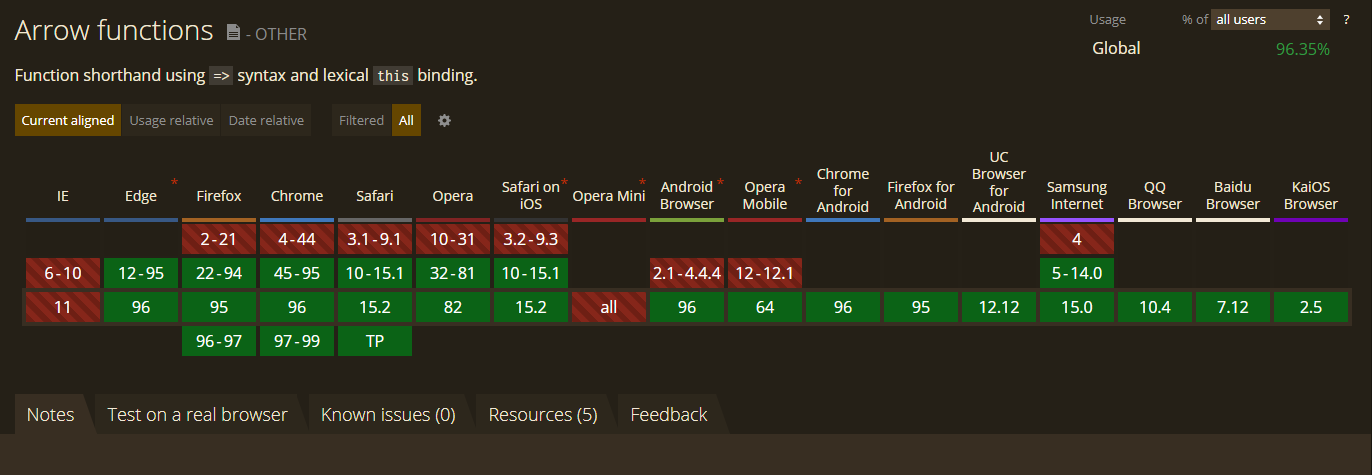 Arrow functions - OTHER
Usage % of all users ?
Global 96.35%
Function shorthand using => syntax and lexical this binding.
Current aligned Usage relative Date relative Filtered All
IE Edge * Firefox Chrome Safari Opera Safari on iOS * Opera Mini * Android Browser * Opera Mobile * Chrome for Android Firefox for Android UC Browser for Android Samsung Internet QQ Browser Baidu Browser KaiOS Browser
2-21 4-44 3.1-9.1 10-31 3.2-9.3 4
6-10 12-95 22-94 45-95 10-15.1 32-81 10-15.1 2.1-4.4.4 12-12.1 5-14.0
11 96 95 96 15.2 82 15.2 all 96 64 96 95 12.12 15.0 10.4 7.12 2.5
96-97 97-99 TP
Notes Test on a real browser Known issues (0) Resources (5) Feedback